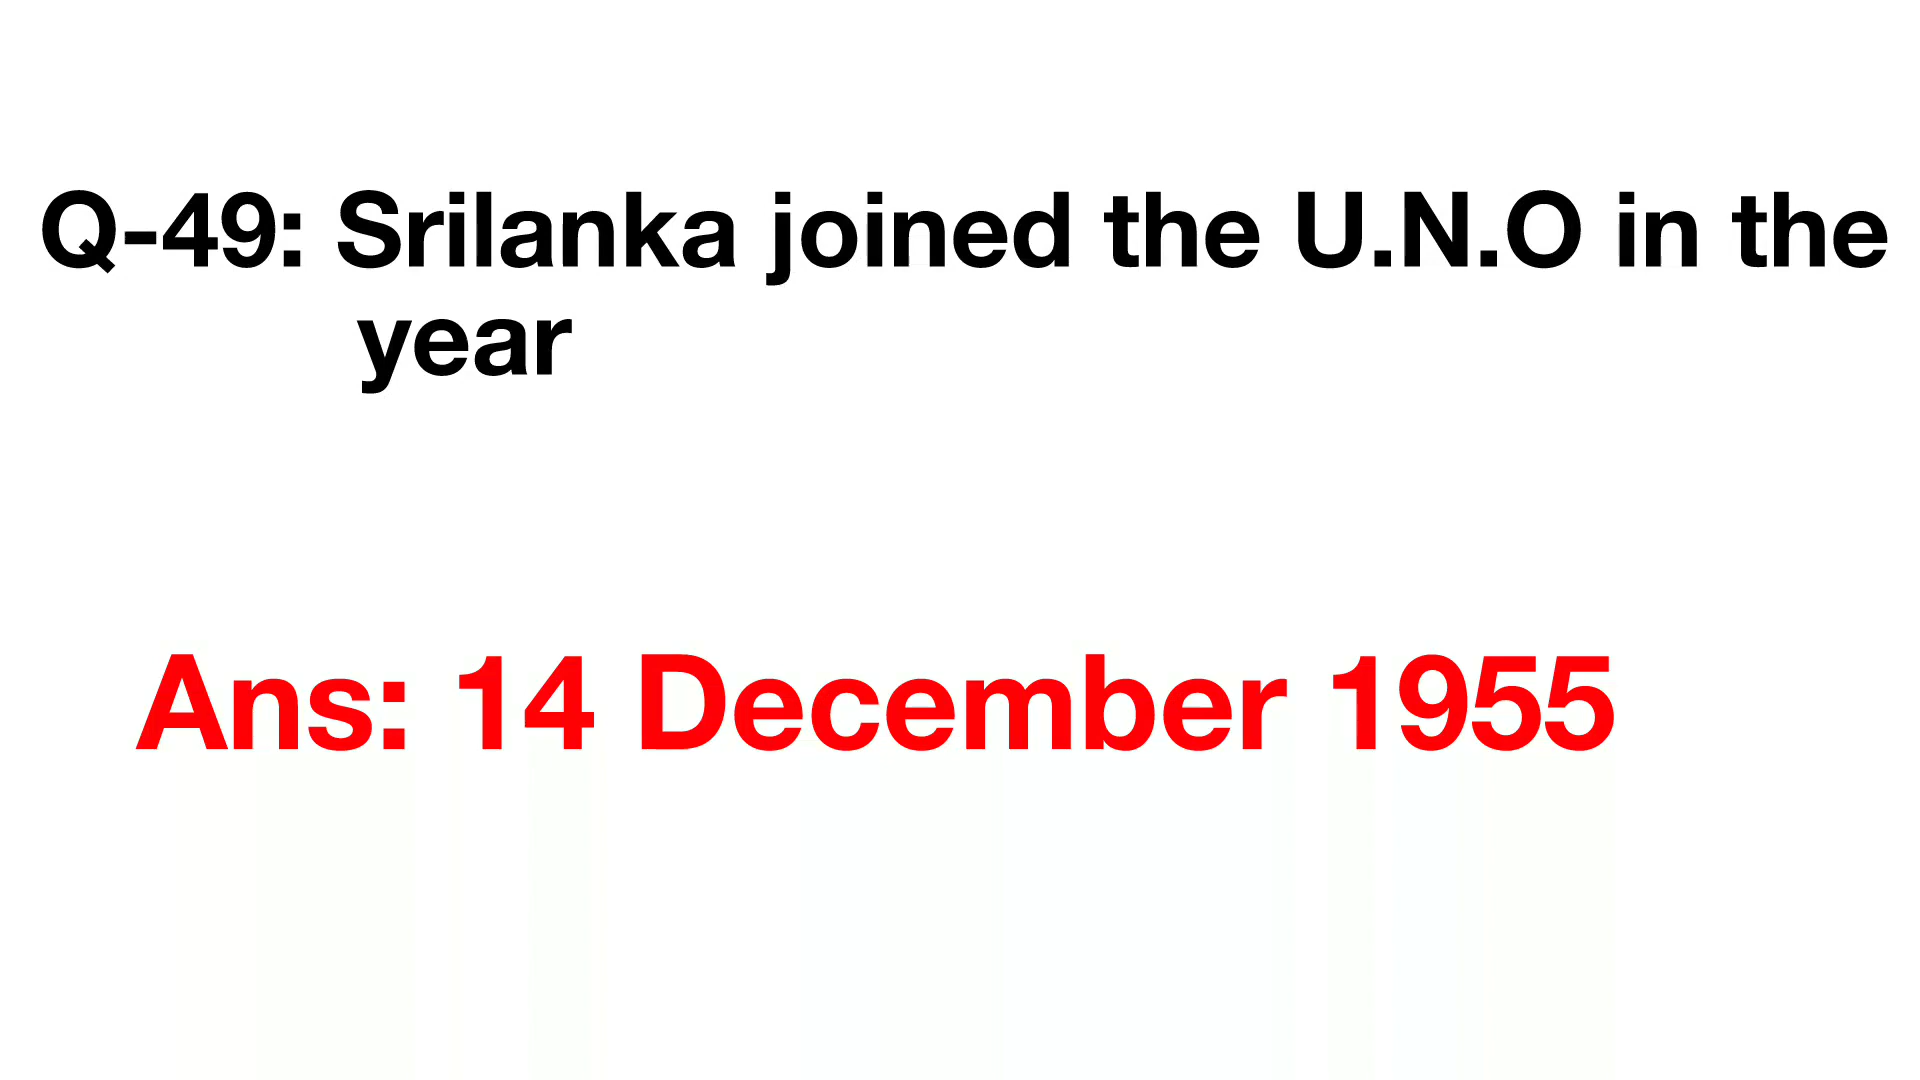 Q-49: Srilanka joined the U.N.O in the
year
Ans: 14 December 1955